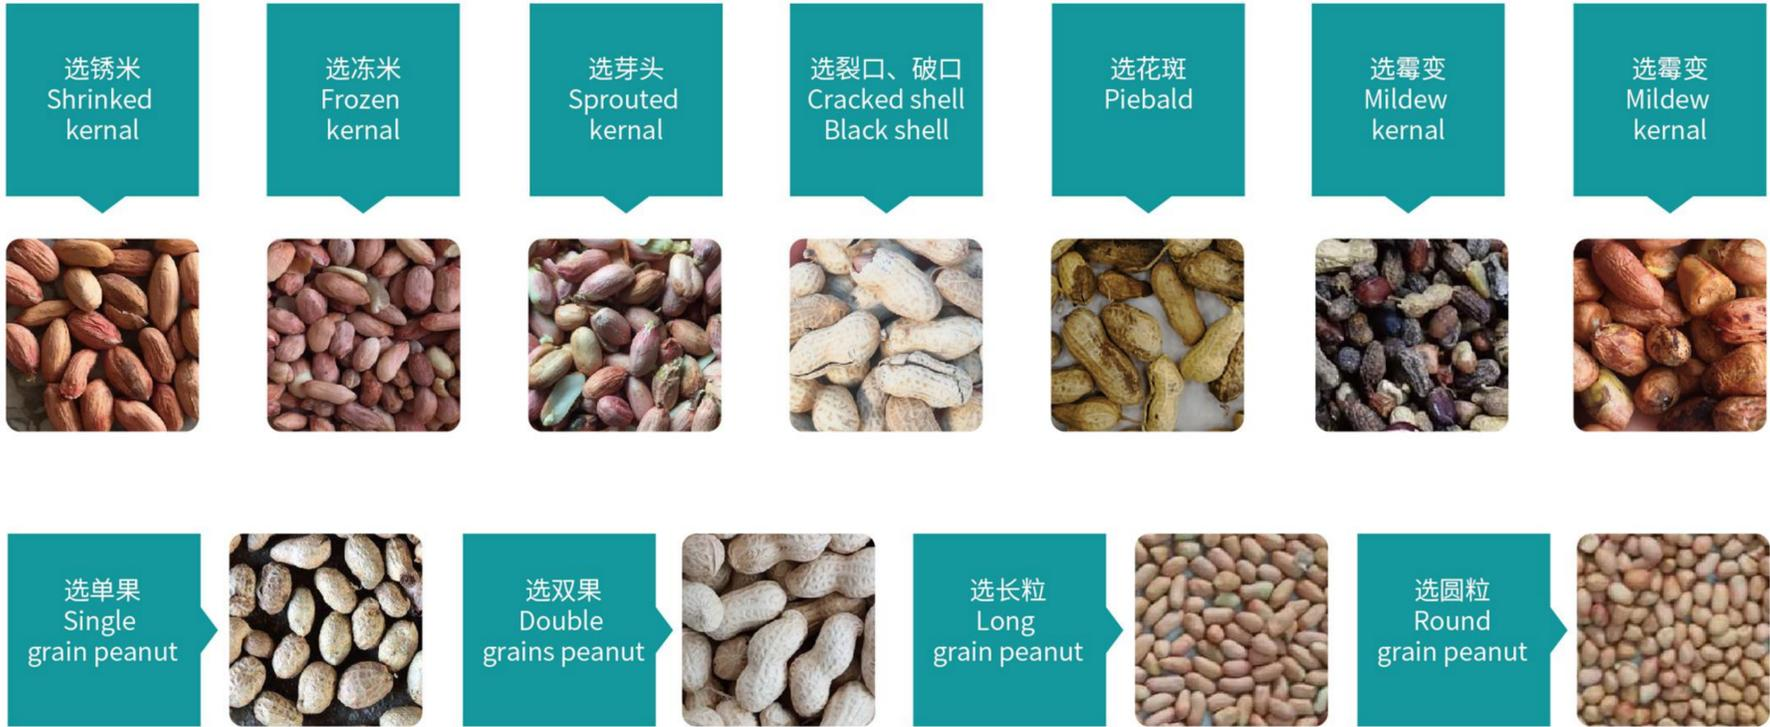 选锈米
Shrinked
kernal
选冻米
Frozen
kernal
选芽头
Sprouted
kernal
选裂口、破口
Cracked shell
Black shell
选花斑
Piebald
选霉变
Mildew
kernal
选霉变
Mildew
kernal
选单果
Single
grain peanut
选双果
Double
grains peanut
选长粒
Long
grain peanut
选圆粒
Round
grain peanut